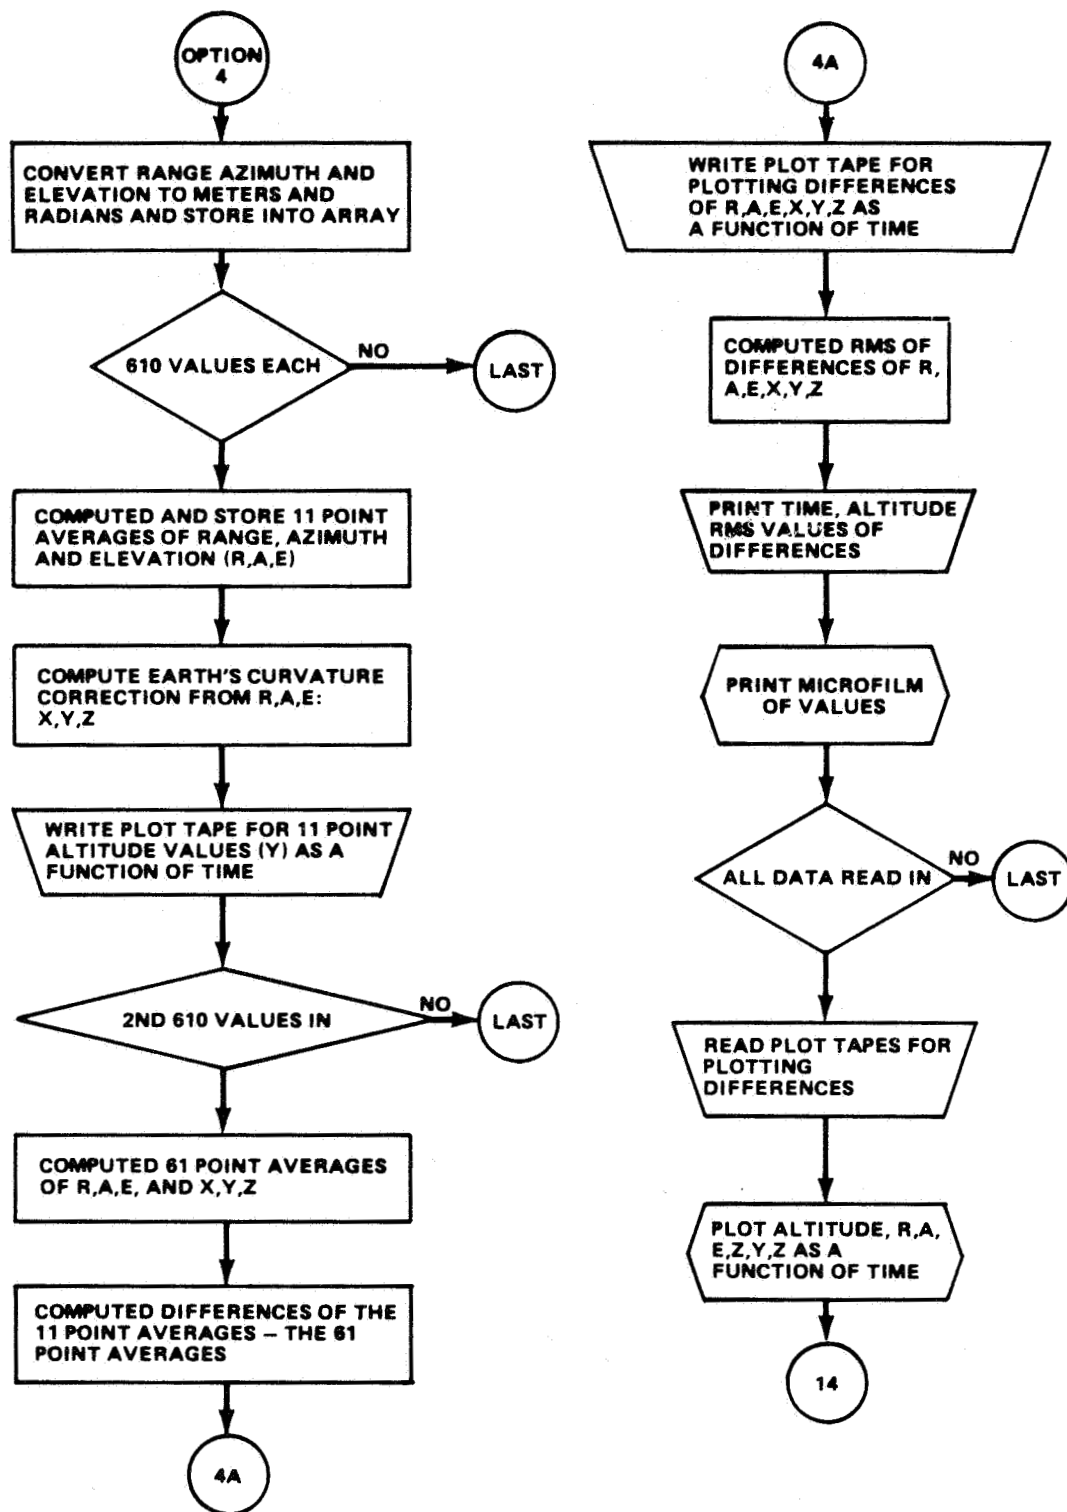 OPTION
4
CONVERT RANGE AZIMUTH AND
ELEVATION TO METERS AND
RADIANS AND STORE INTO ARRAY
610 VALUES EACH
NO
LAST
COMPUTED AND STORE 11 POINT
AVERAGES OF RANGE, AZIMUTH
AND ELEVATION (R,A,E)
COMPUTE EARTH'S CURVATURE
CORRECTION FROM R,A,E:
X,Y,Z
WRITE PLOT TAPE FOR 11 POINT
ALTITUDE VALUES (Y) AS A
FUNCTION OF TIME
2ND 610 VALUES IN
NO
LAST
COMPUTED 61 POINT AVERAGES
OF R,A,E, AND X,Y,Z
COMPUTED DIFFERENCES OF THE
11 POINT AVERAGES – THE 61
POINT AVERAGES
4A
4A
WRITE PLOT TAPE FOR
PLOTTING DIFFERENCES
OF R,A,E,X,Y,Z AS
A FUNCTION OF TIME
COMPUTED RMS OF
DIFFERENCES OF R,
A,E,X,Y,Z
PRINT TIME, ALTITUDE
RMS VALUES OF
DIFFERENCES
PRINT MICROFILM
OF VALUES
ALL DATA READ IN
NO
LAST
READ PLOT TAPES FOR
PLOTTING
DIFFERENCES
PLOT ALTITUDE, R,A,
E,Z,Y,Z AS A
FUNCTION OF TIME
14